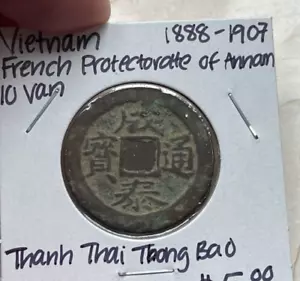 Vietnam 1888-1907
French Protectorate of Annam
10 Van
成
寶 通
泰
Thanh Thai Thong Bao